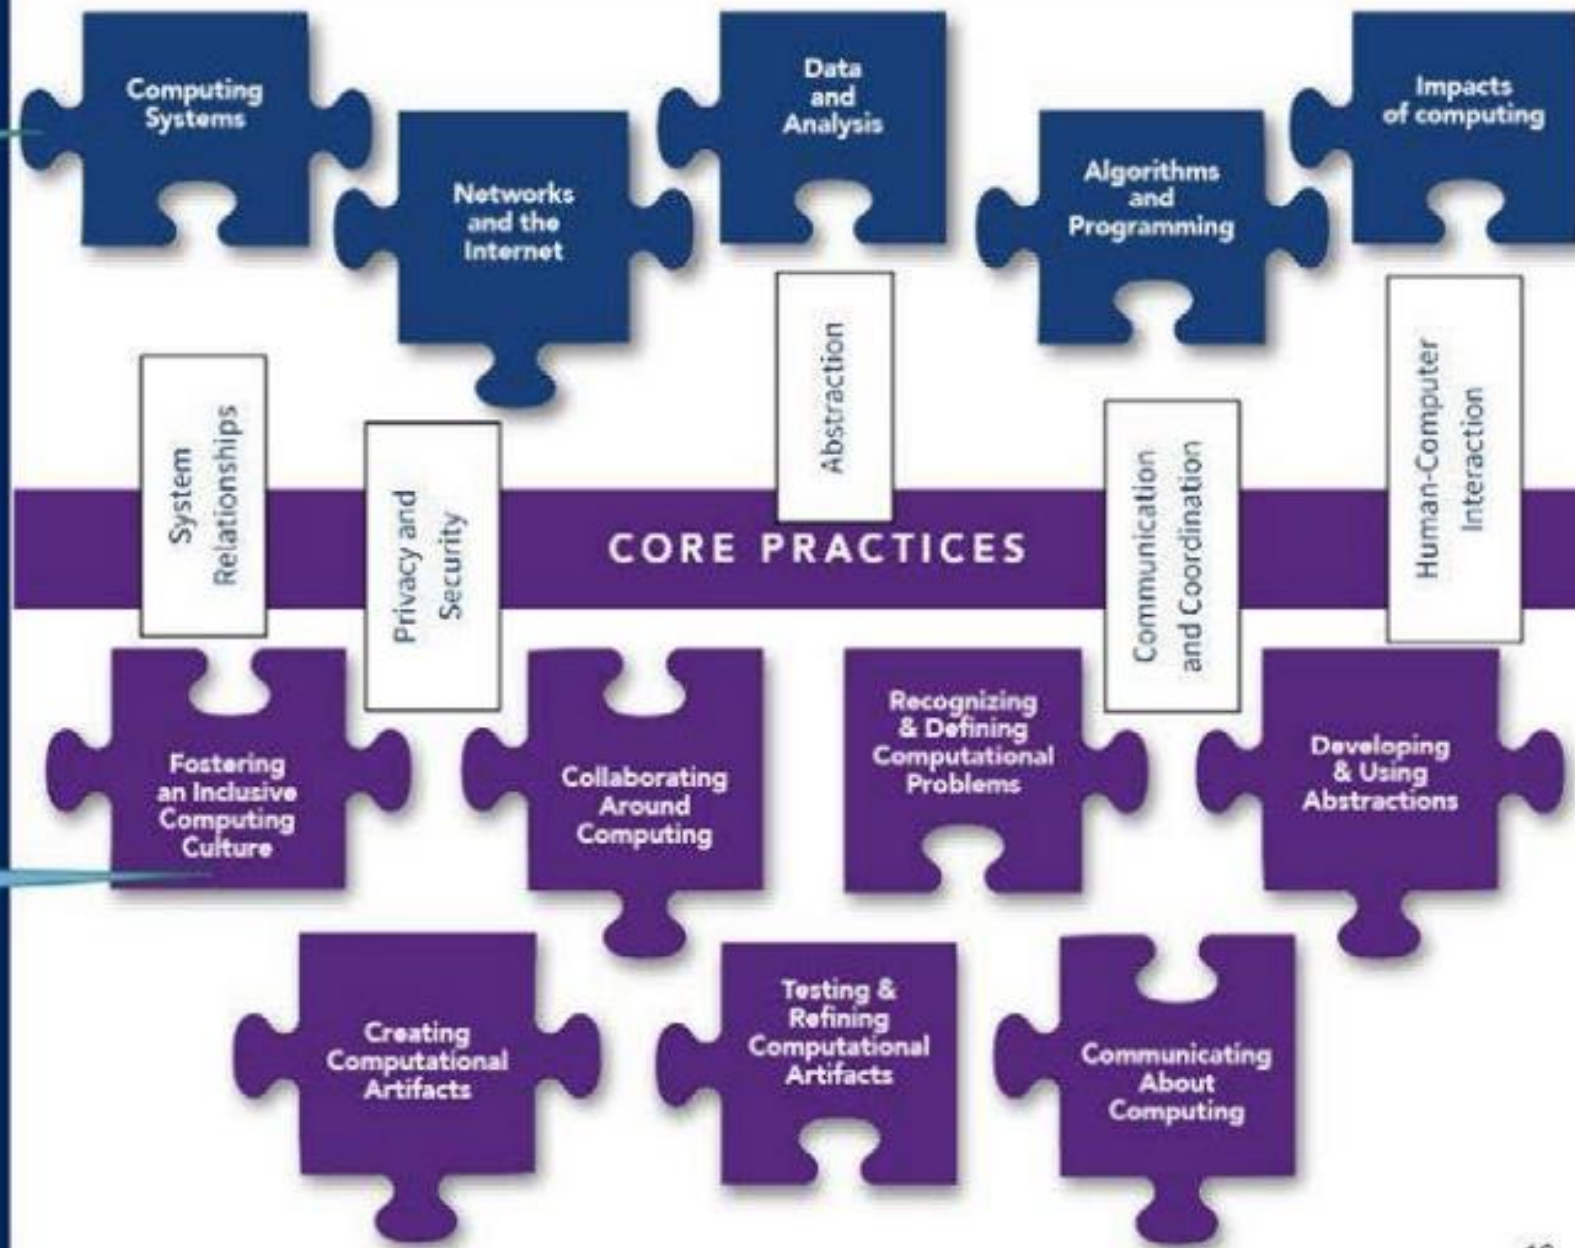 Computing
Systems
Networks
and the
Internet
Data
and
Analysis
Algorithms
and
Programming
Impacts
of computing
System
Relationships
Privacy and
Security
Abstraction
Communication
and Coordination
Human-Computer
Interaction
CORE PRACTICES
Fostering
an Inclusive
Computing
Culture
Collaborating
Around
Computing
Recognizing
& Defining
Computational
Problems
Developing
& Using
Abstractions
Creating
Computational
Artifacts
Testing &
Refining
Computational
Artifacts
Communicating
About
Computing